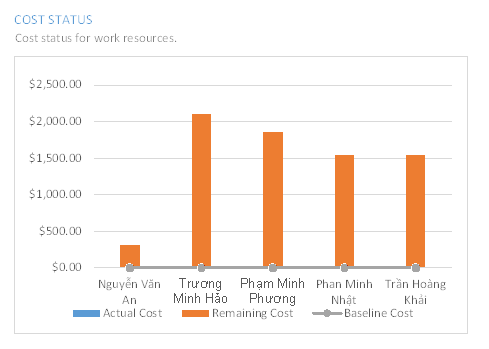 COST STATUS
Cost status for work resources.
$2,500.00
$2,000.00
$1,500.00
$1,000.00
$500.00
$0.00
Nguyễn Văn An
Trương Minh Hảo
Phạm Minh Phương
Phan Minh Nhật
Trần Hoàng Khải
Actual Cost
Remaining Cost
Baseline Cost